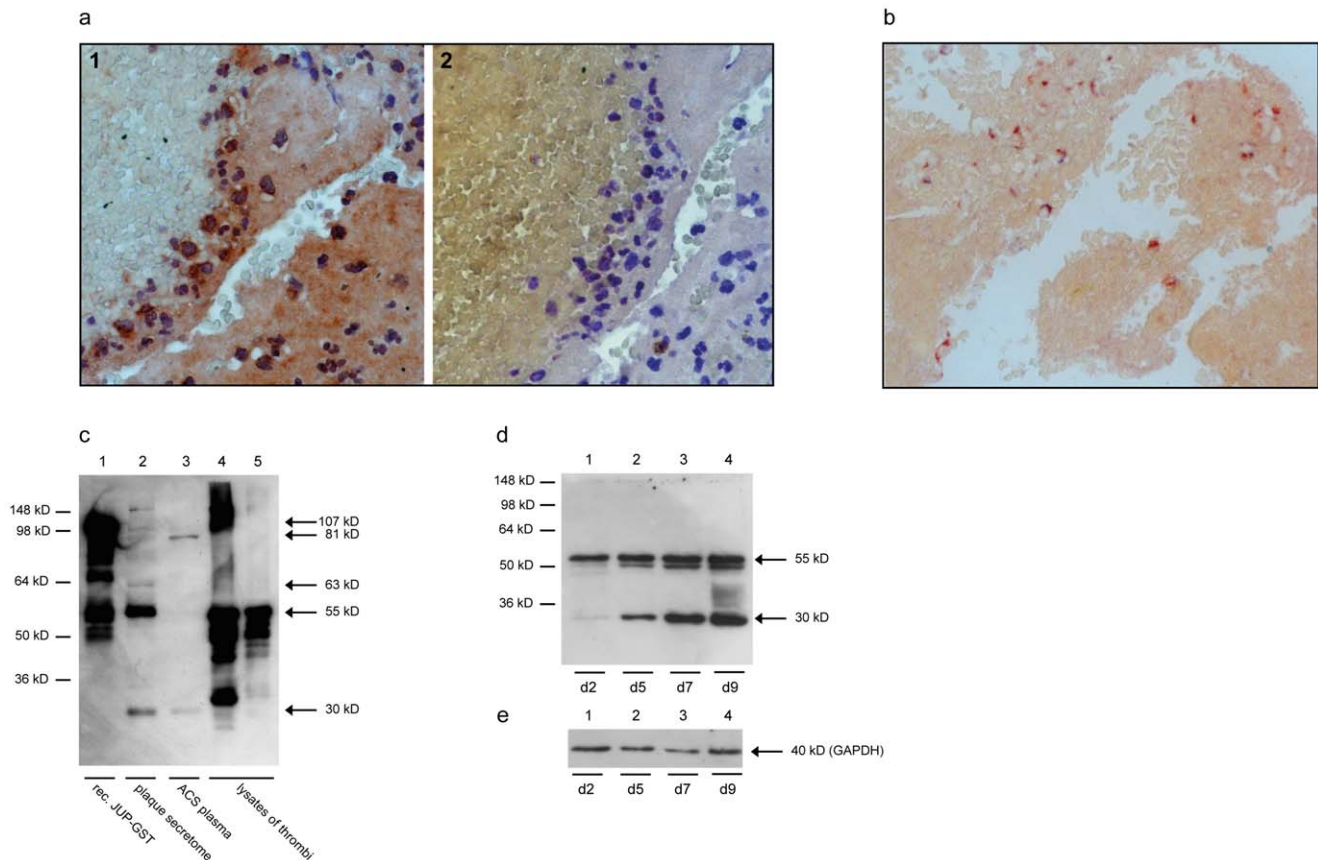 a
b
1
2
c
1 2 3 4 5
148 kD
98 kD
64 kD
50 kD
36 kD
107 kD
81 kD
63 kD
55 kD
30 kD
rec. JUP-GST
plaque secretome
ACS plasma
lysates of thrombi
d
1 2 3 4
148 kD
98 kD
64 kD
50 kD
36 kD
55 kD
30 kD
d2 d5 d7 d9
e
1 2 3 4
40 kD (GAPDH)
d2 d5 d7 d9